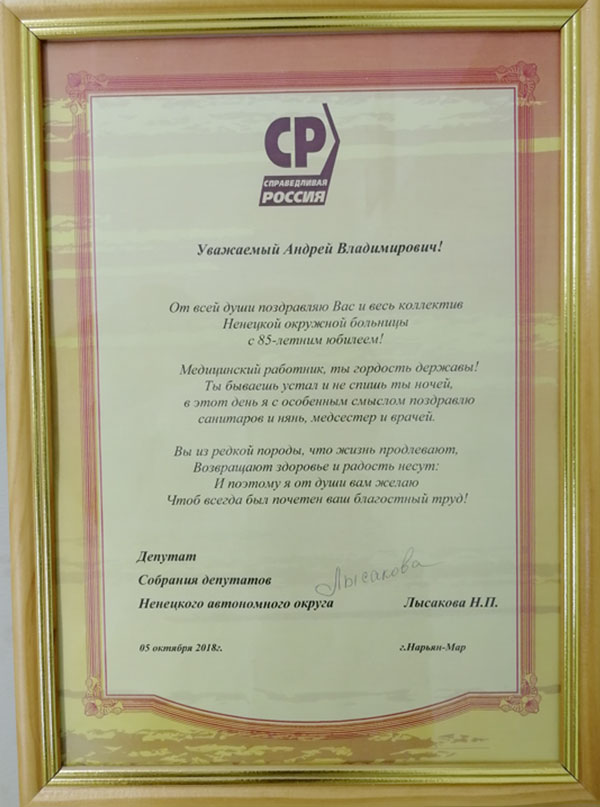 СР
СПРАВЕДЛИВАЯ
РОССИЯ
Уважаемый Андрей Владимирович!
От всей души поздравляю Вас и весь коллектив
Ненецкой окружной больницы
с 85-летним юбилеем!
Медицинский работник, ты гордость державы!
Ты бываешь устал и не спишь ты ночей,
в этот день я с особенным смыслом поздравлю
санитаров и нянь, медсестер и врачей.
Вы из редкой породы, что жизнь продлевают,
Возвращают здоровье и радость несут:
И поэтому я от души вам желаю
Чтоб всегда был почетен ваш благостный труд!
Депутат
Собрания депутатов
Лысакова
Ненецкого автономного округа Лысакова Н.П.
05 октября 2018г. г.Нарьян-Мар